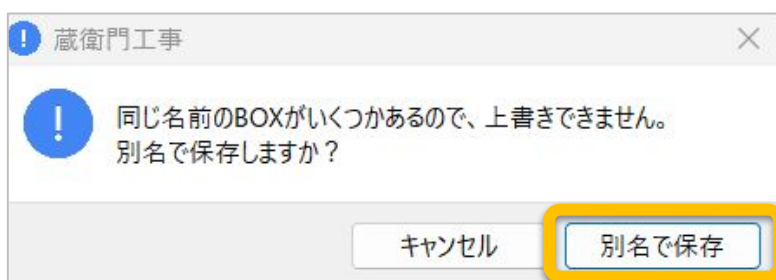 蔵衛門工事
同じ名前のBOXがいくつかあるので、上書きできません。
別名で保存しますか？
キャンセル
別名で保存